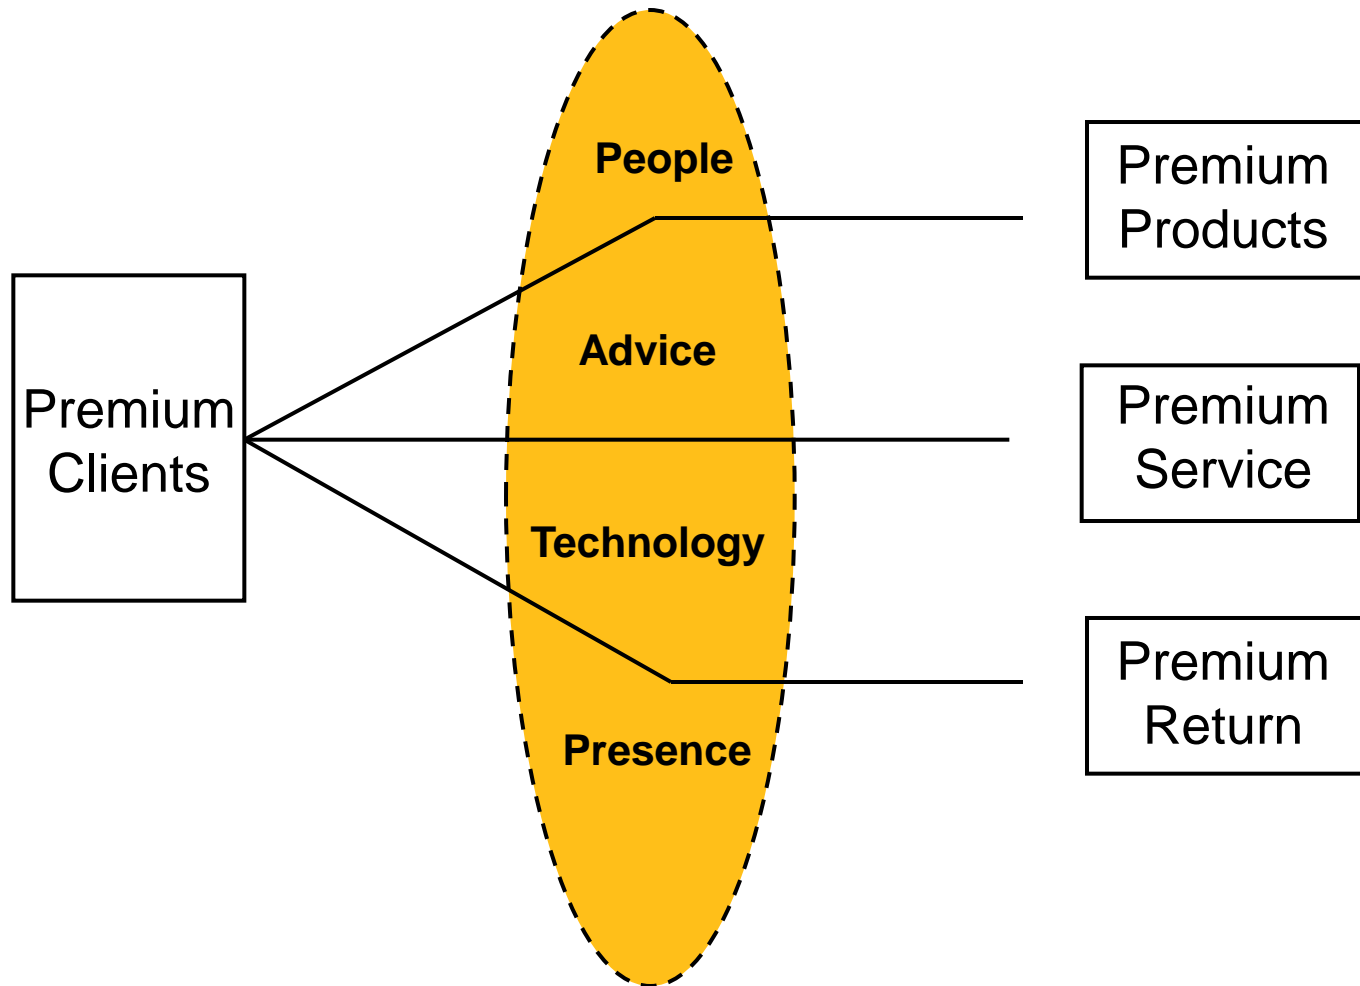 Premium
Clients
People
Advice
Technology
Presence
Premium
Products
Premium
Service
Premium
Return